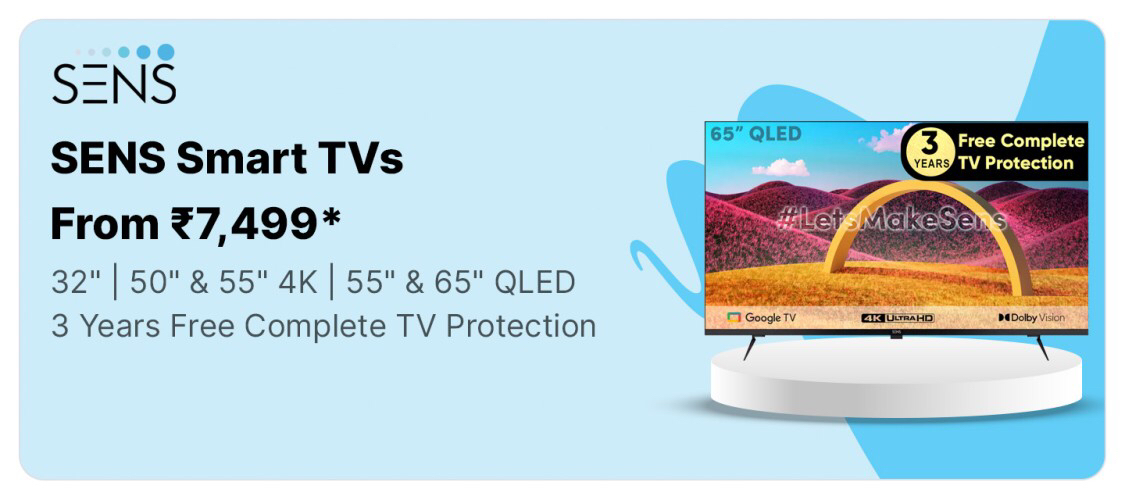 SENS
SENS Smart TVs
From ₹7,499*
32" | 50" & 55" 4K | 55" & 65" QLED
3 Years Free Complete TV Protection
65” QLED
3 YEARS
Free Complete
TV Protection
#LetsMakeSens
Google TV
4K ULTRA HD
Dolby Vision
SENS